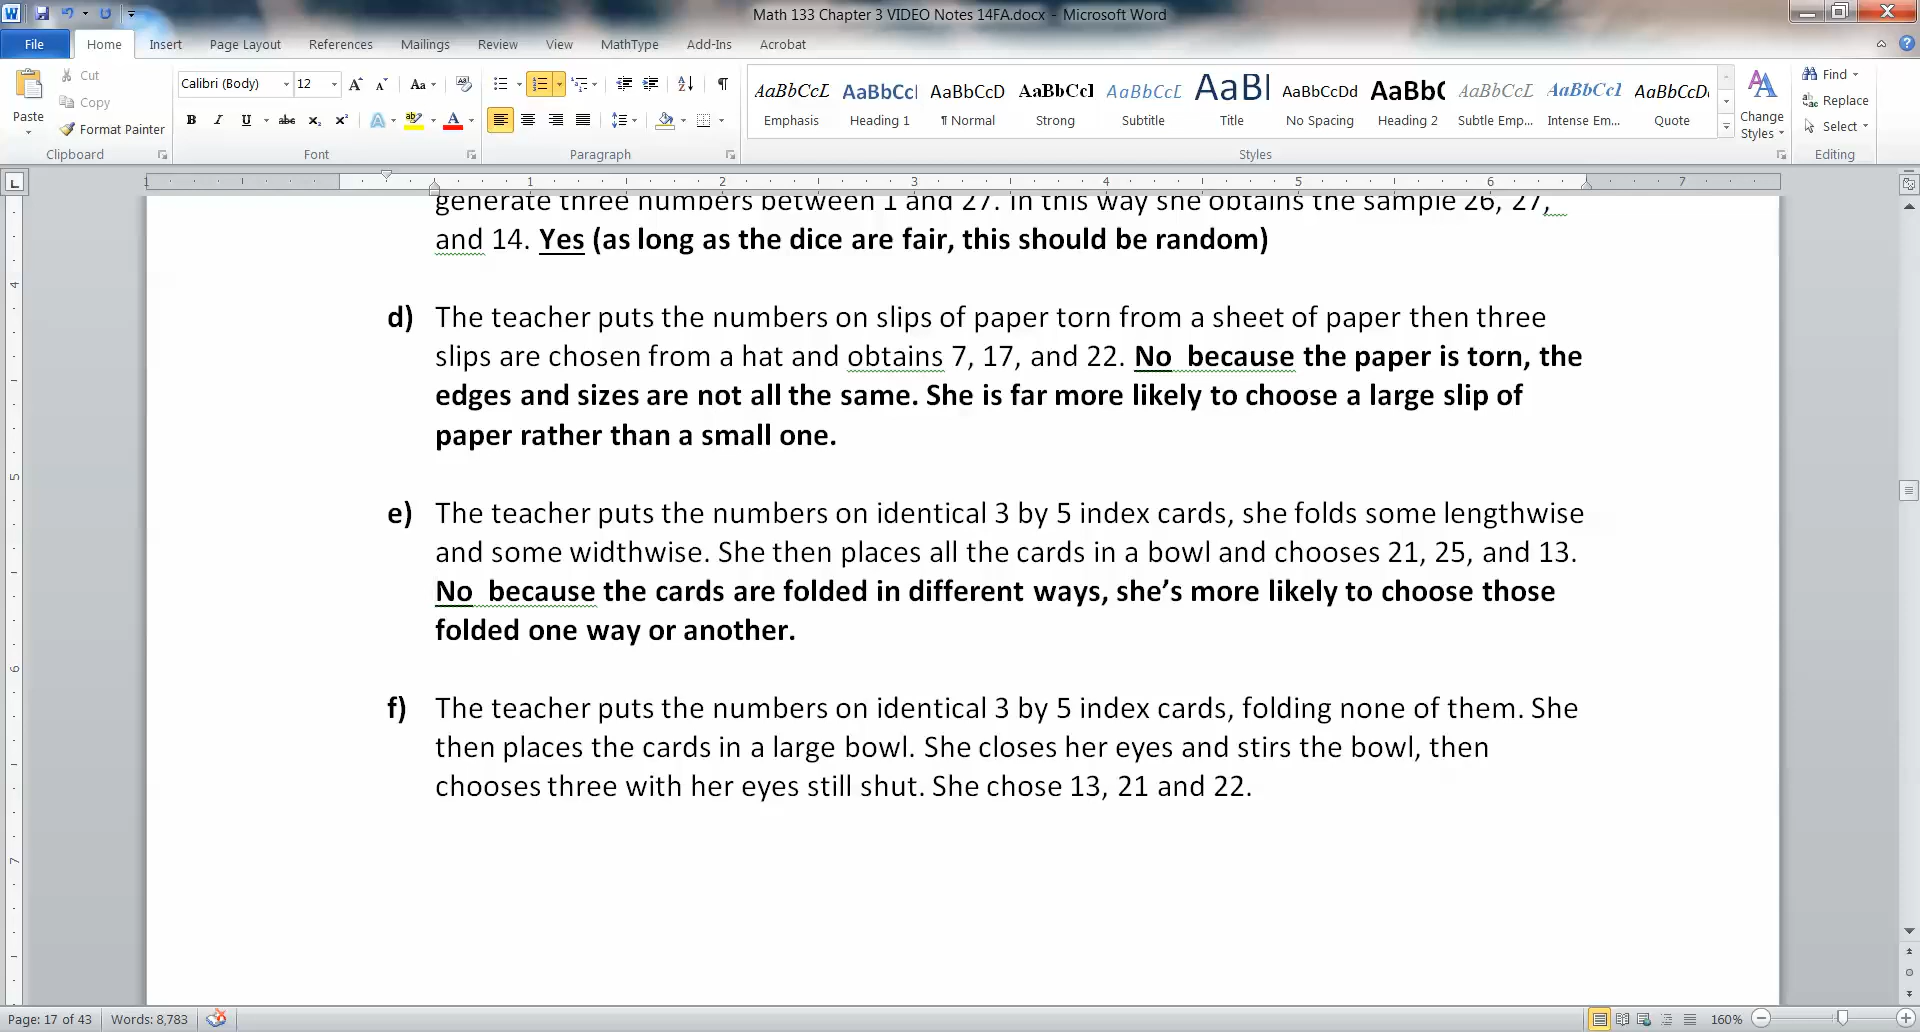 Math 133 Chapter 3 VIDEO Notes 14FA.docx - Microsoft Word
File Home Insert Page Layout References Mailings Review View MathType Add-Ins Acrobat
Paste
Cut
Copy
Format Painter
Clipboard
Calibri (Body) 12
Font
Paragraph
AaBbCcL AaBbCcI AaBbCcD AaBbCcI AaBbCcL AaBl AaBbCcDd AaBbC AaBbCcL AaBbCcI AaBbCcD
Emphasis Heading 1 ¶ Normal Strong Subtitle Title No Spacing Heading 2 Subtle Emp... Intense Em... Quote
Styles
Change Styles
Find
Replace
Select
Editing
1 1 2 3 4 5 6 7
generate three numbers between 1 and 27. In this way she obtains the sample 26, 27,
and 14. Yes (as long as the dice are fair, this should be random)
d) The teacher puts the numbers on slips of paper torn from a sheet of paper then three
slips are chosen from a hat and obtains 7, 17, and 22. No because the paper is torn, the
edges and sizes are not all the same. She is far more likely to choose a large slip of
paper rather than a small one.
e) The teacher puts the numbers on identical 3 by 5 index cards, she folds some lengthwise
and some widthwise. She then places all the cards in a bowl and chooses 21, 25, and 13.
No because the cards are folded in different ways, she’s more likely to choose those
folded one way or another.
f) The teacher puts the numbers on identical 3 by 5 index cards, folding none of them. She
then places the cards in a large bowl. She closes her eyes and stirs the bowl, then
chooses three with her eyes still shut. She chose 13, 21 and 22.
4
5
6
7
Page: 17 of 43 Words: 8,783 160%